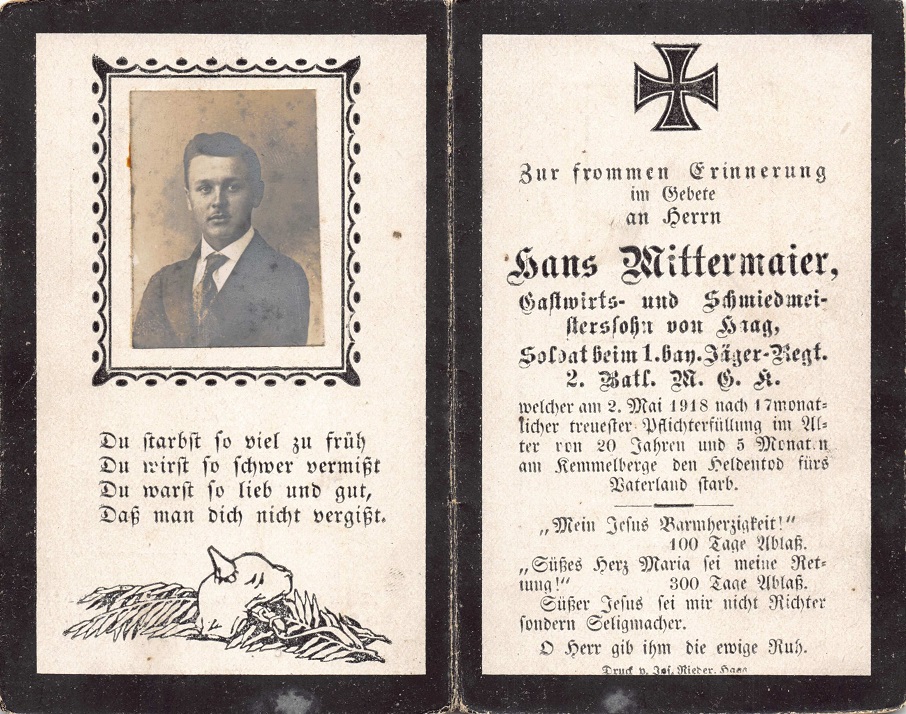 Du starbst so viel zu früh
Du wirst so schwer vermißt
Du warst so lieb und gut,
Daß man dich nicht vergißt.
Zur frommen Erinnerung
im Gebete
an Herrn
Hans Mittermaier,
Gastwirts- und Schmiedmei-
sterssohn von Haag,
Soldat beim 1. bay. Jäger-Regt.
2. Batl. M. G. K.
welcher am 2. Mai 1918 nach 17monat-
licher treuester Pflichterfüllung im Al-
ter von 20 Jahren und 5 Monaten
am Kemmelberge den Heldentod fürs
Vaterland starb.
„Mein Jesus Barmherzigkeit!"
100 Tage Ablaß.
„Süßes Herz Maria sei meine Ret-
tung!" 300 Tage Ablaß.
Süßer Jesus sei mir nicht Richter
sondern Seligmacher.
O Herr gib ihm die ewige Ruh.
Druck v. Jos. Rieder, Haag